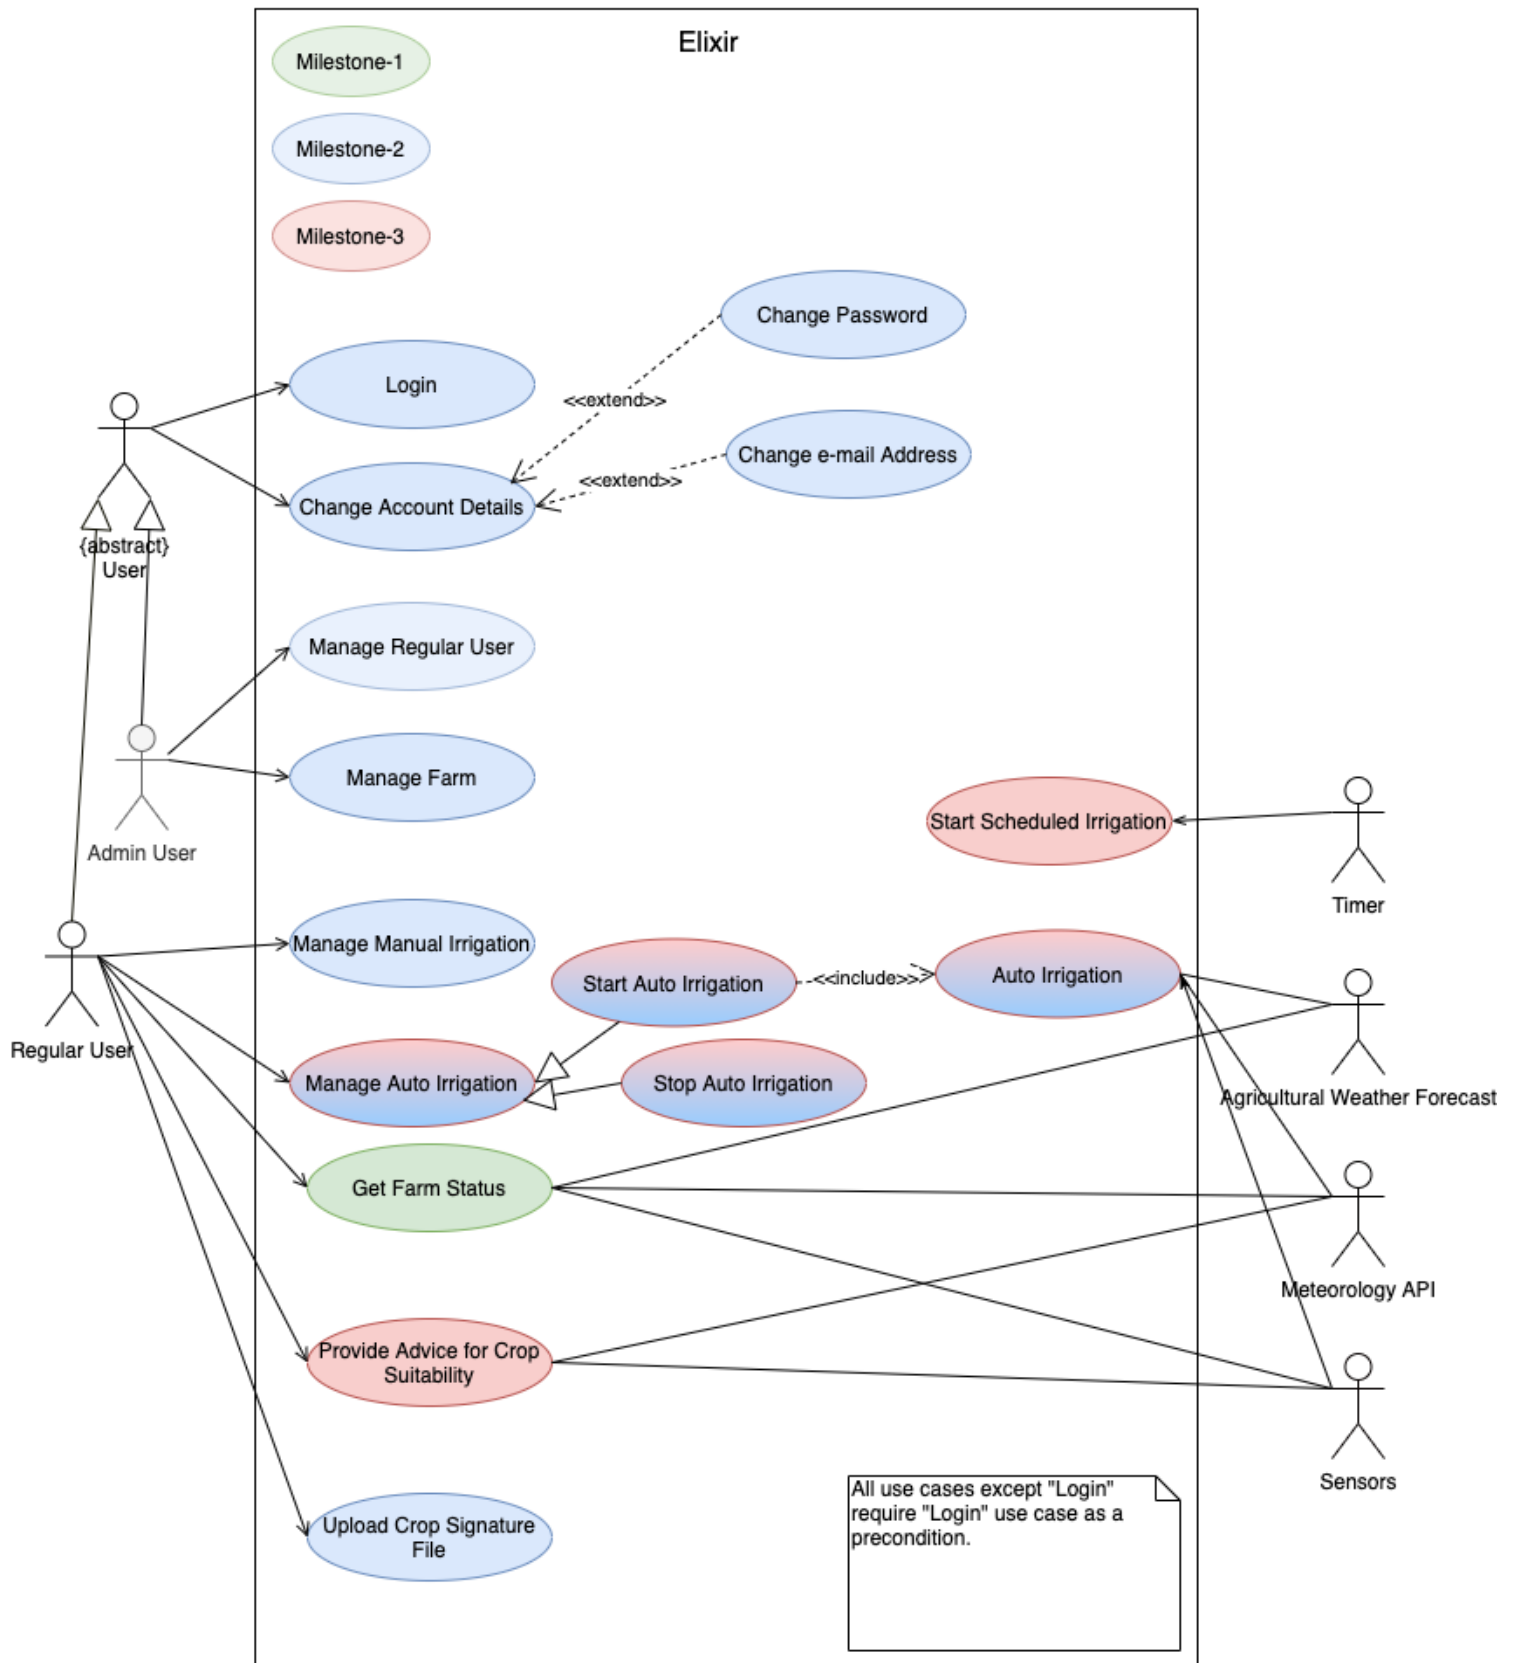 Elixir
Milestone-1
Milestone-2
Milestone-3
Change Password
Login
<<extend>>
Change e-mail Address
<<extend>>
Change Account Details
{abstract}
User
Manage Regular User
Manage Farm
Start Scheduled Irrigation
Admin User
Timer
Manage Manual Irrigation
Start Auto Irrigation
<<include>>
Auto Irrigation
Regular User
Manage Auto Irrigation
Stop Auto Irrigation
Agricultural Weather Forecast
Get Farm Status
Meteorology API
Provide Advice for Crop
Suitability
Sensors
All use cases except "Login"
require "Login" use case as a
precondition.
Upload Crop Signature
File